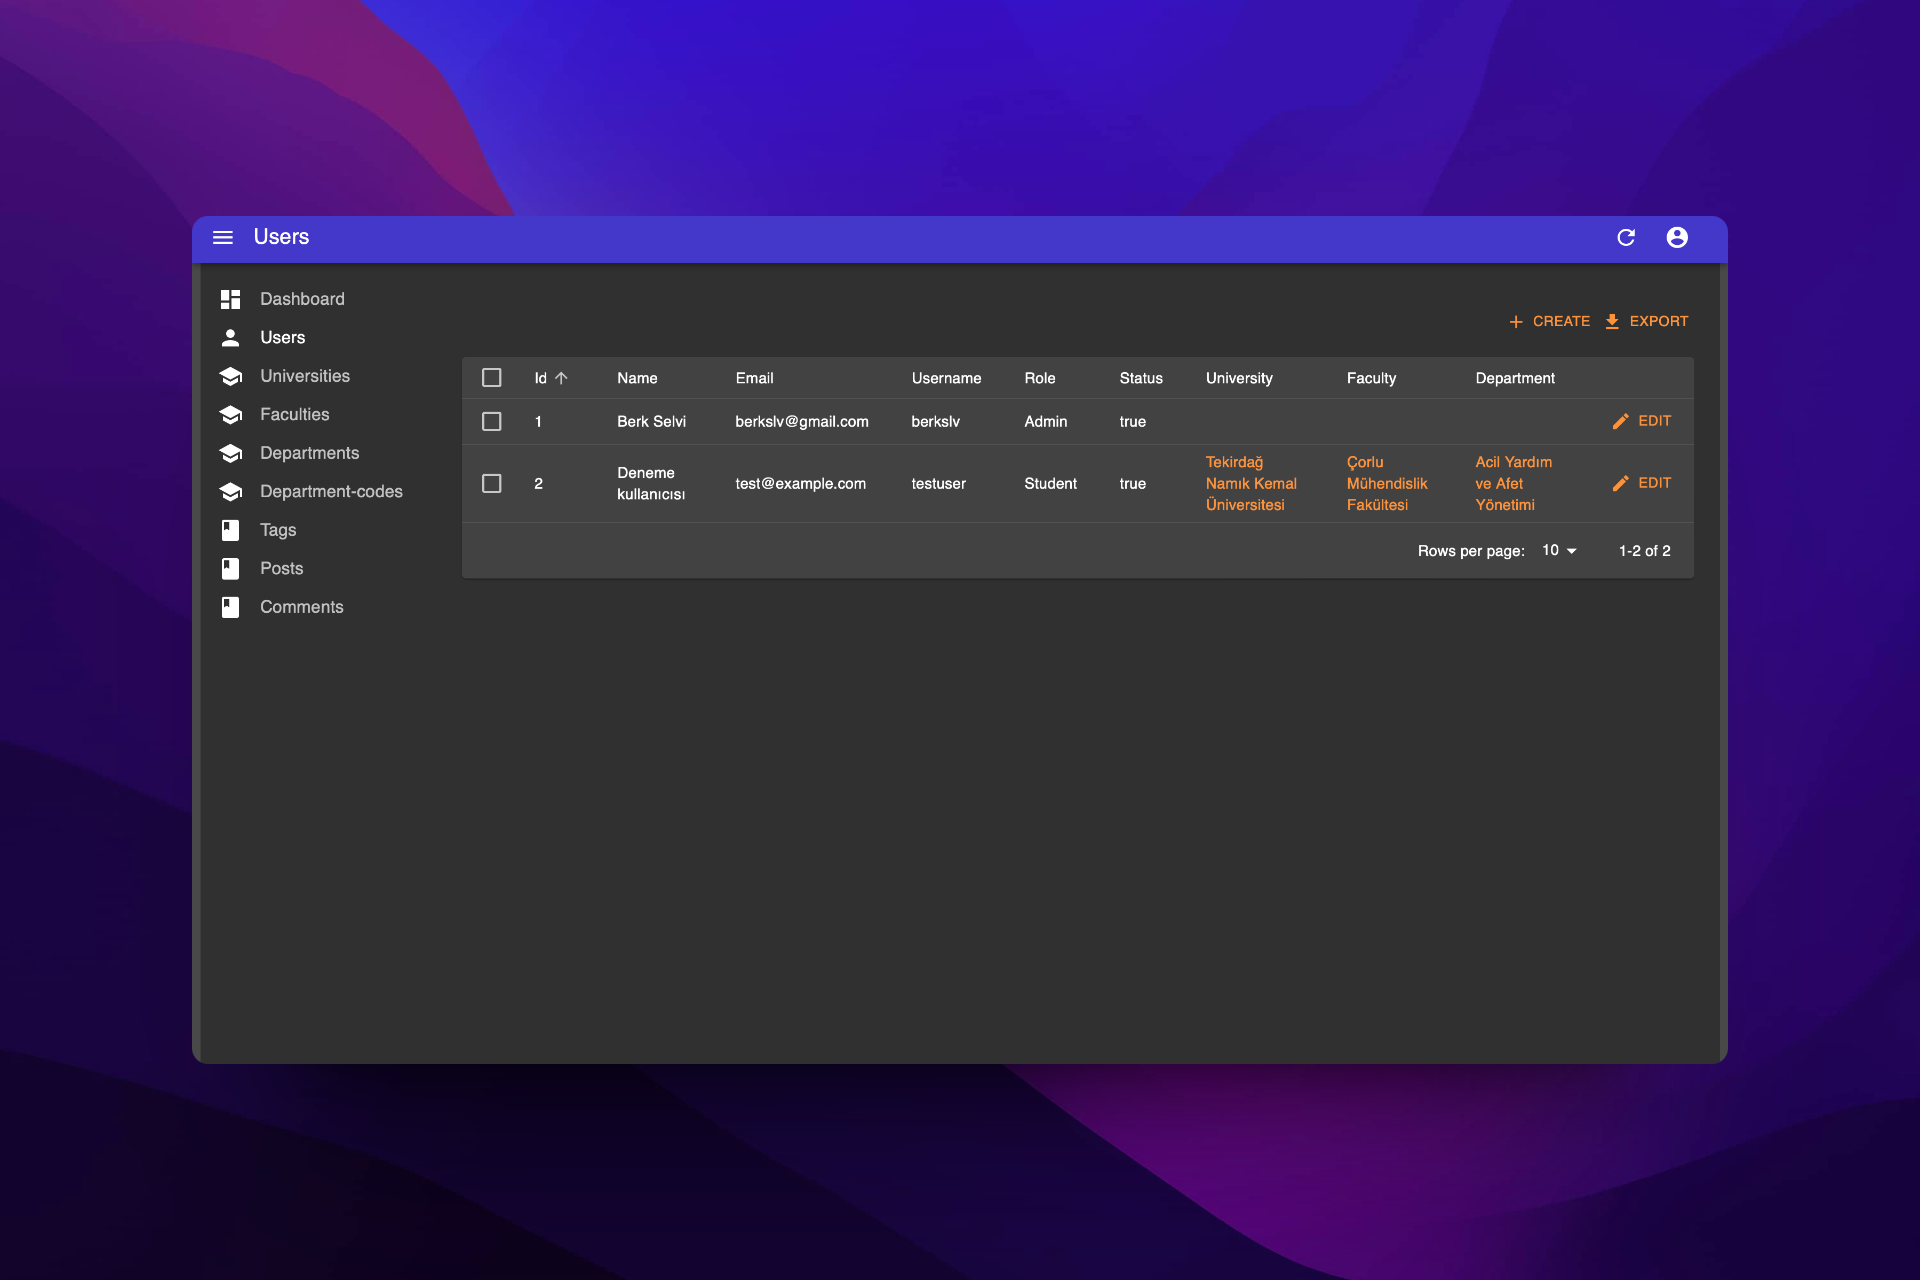 Users
Dashboard
Users
Universities
Faculties
Departments
Department-codes
Tags
Posts
Comments
CREATE EXPORT
Id Name Email Username Role Status University Faculty Department
1 Berk Selvi berkslv@gmail.com berkslv Admin true EDIT
2 Deneme kullanıcısı test@example.com testuser Student true Tekirdağ Namık Kemal Üniversitesi Çorlu Mühendislik Fakültesi Acil Yardım ve Afet Yönetimi EDIT
Rows per page: 10 1-2 of 2